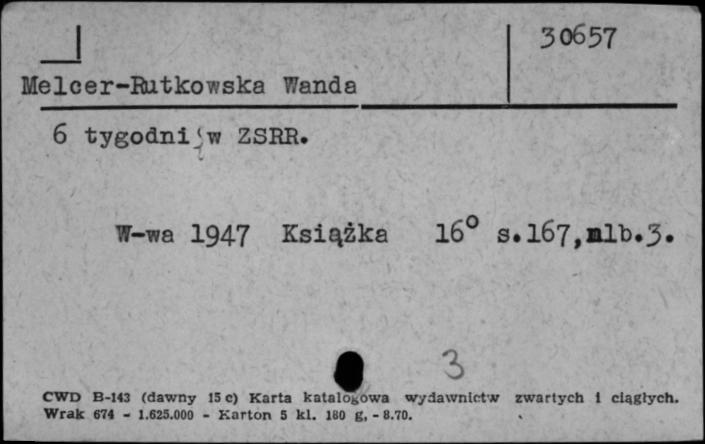 30657
Melcer-Rutkowska Wanda
6 tygodni w ZSRR.
W-wa 1947 Książka 16° s.167,nlb.3.
3
CWD B-143 (dawny 15 c) Karta katalogowa wydawnictw zwartych i ciągłych.
Wrak 674 - 1.625.000 - Karton 5 kl. 180 g, - 8.70.